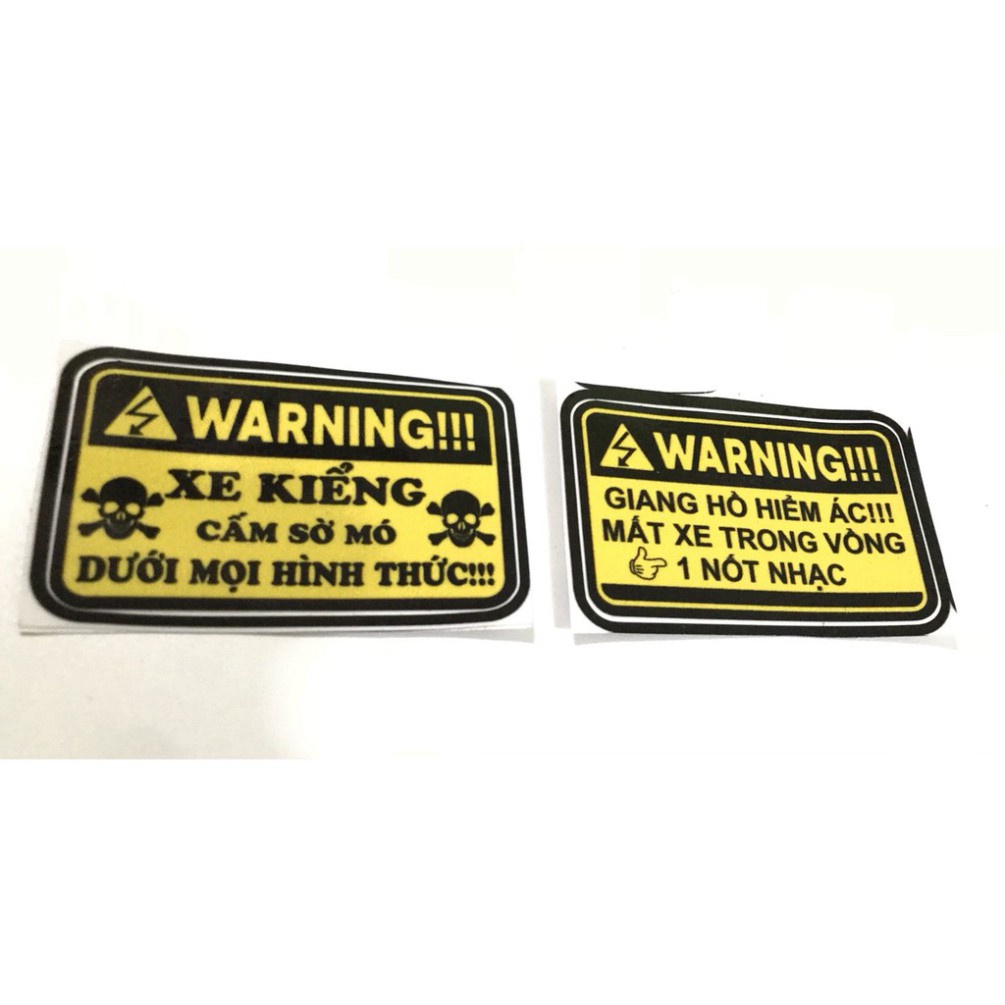 WARNING!!!
XE KIỂNG
CẤM SỜ MÓ
DƯỚI MỌI HÌNH THỨC!!!
WARNING!!!
GIANG HỒ HIỂM ÁC!!!
MẤT XE TRONG VÒNG
1 NỐT NHẠC